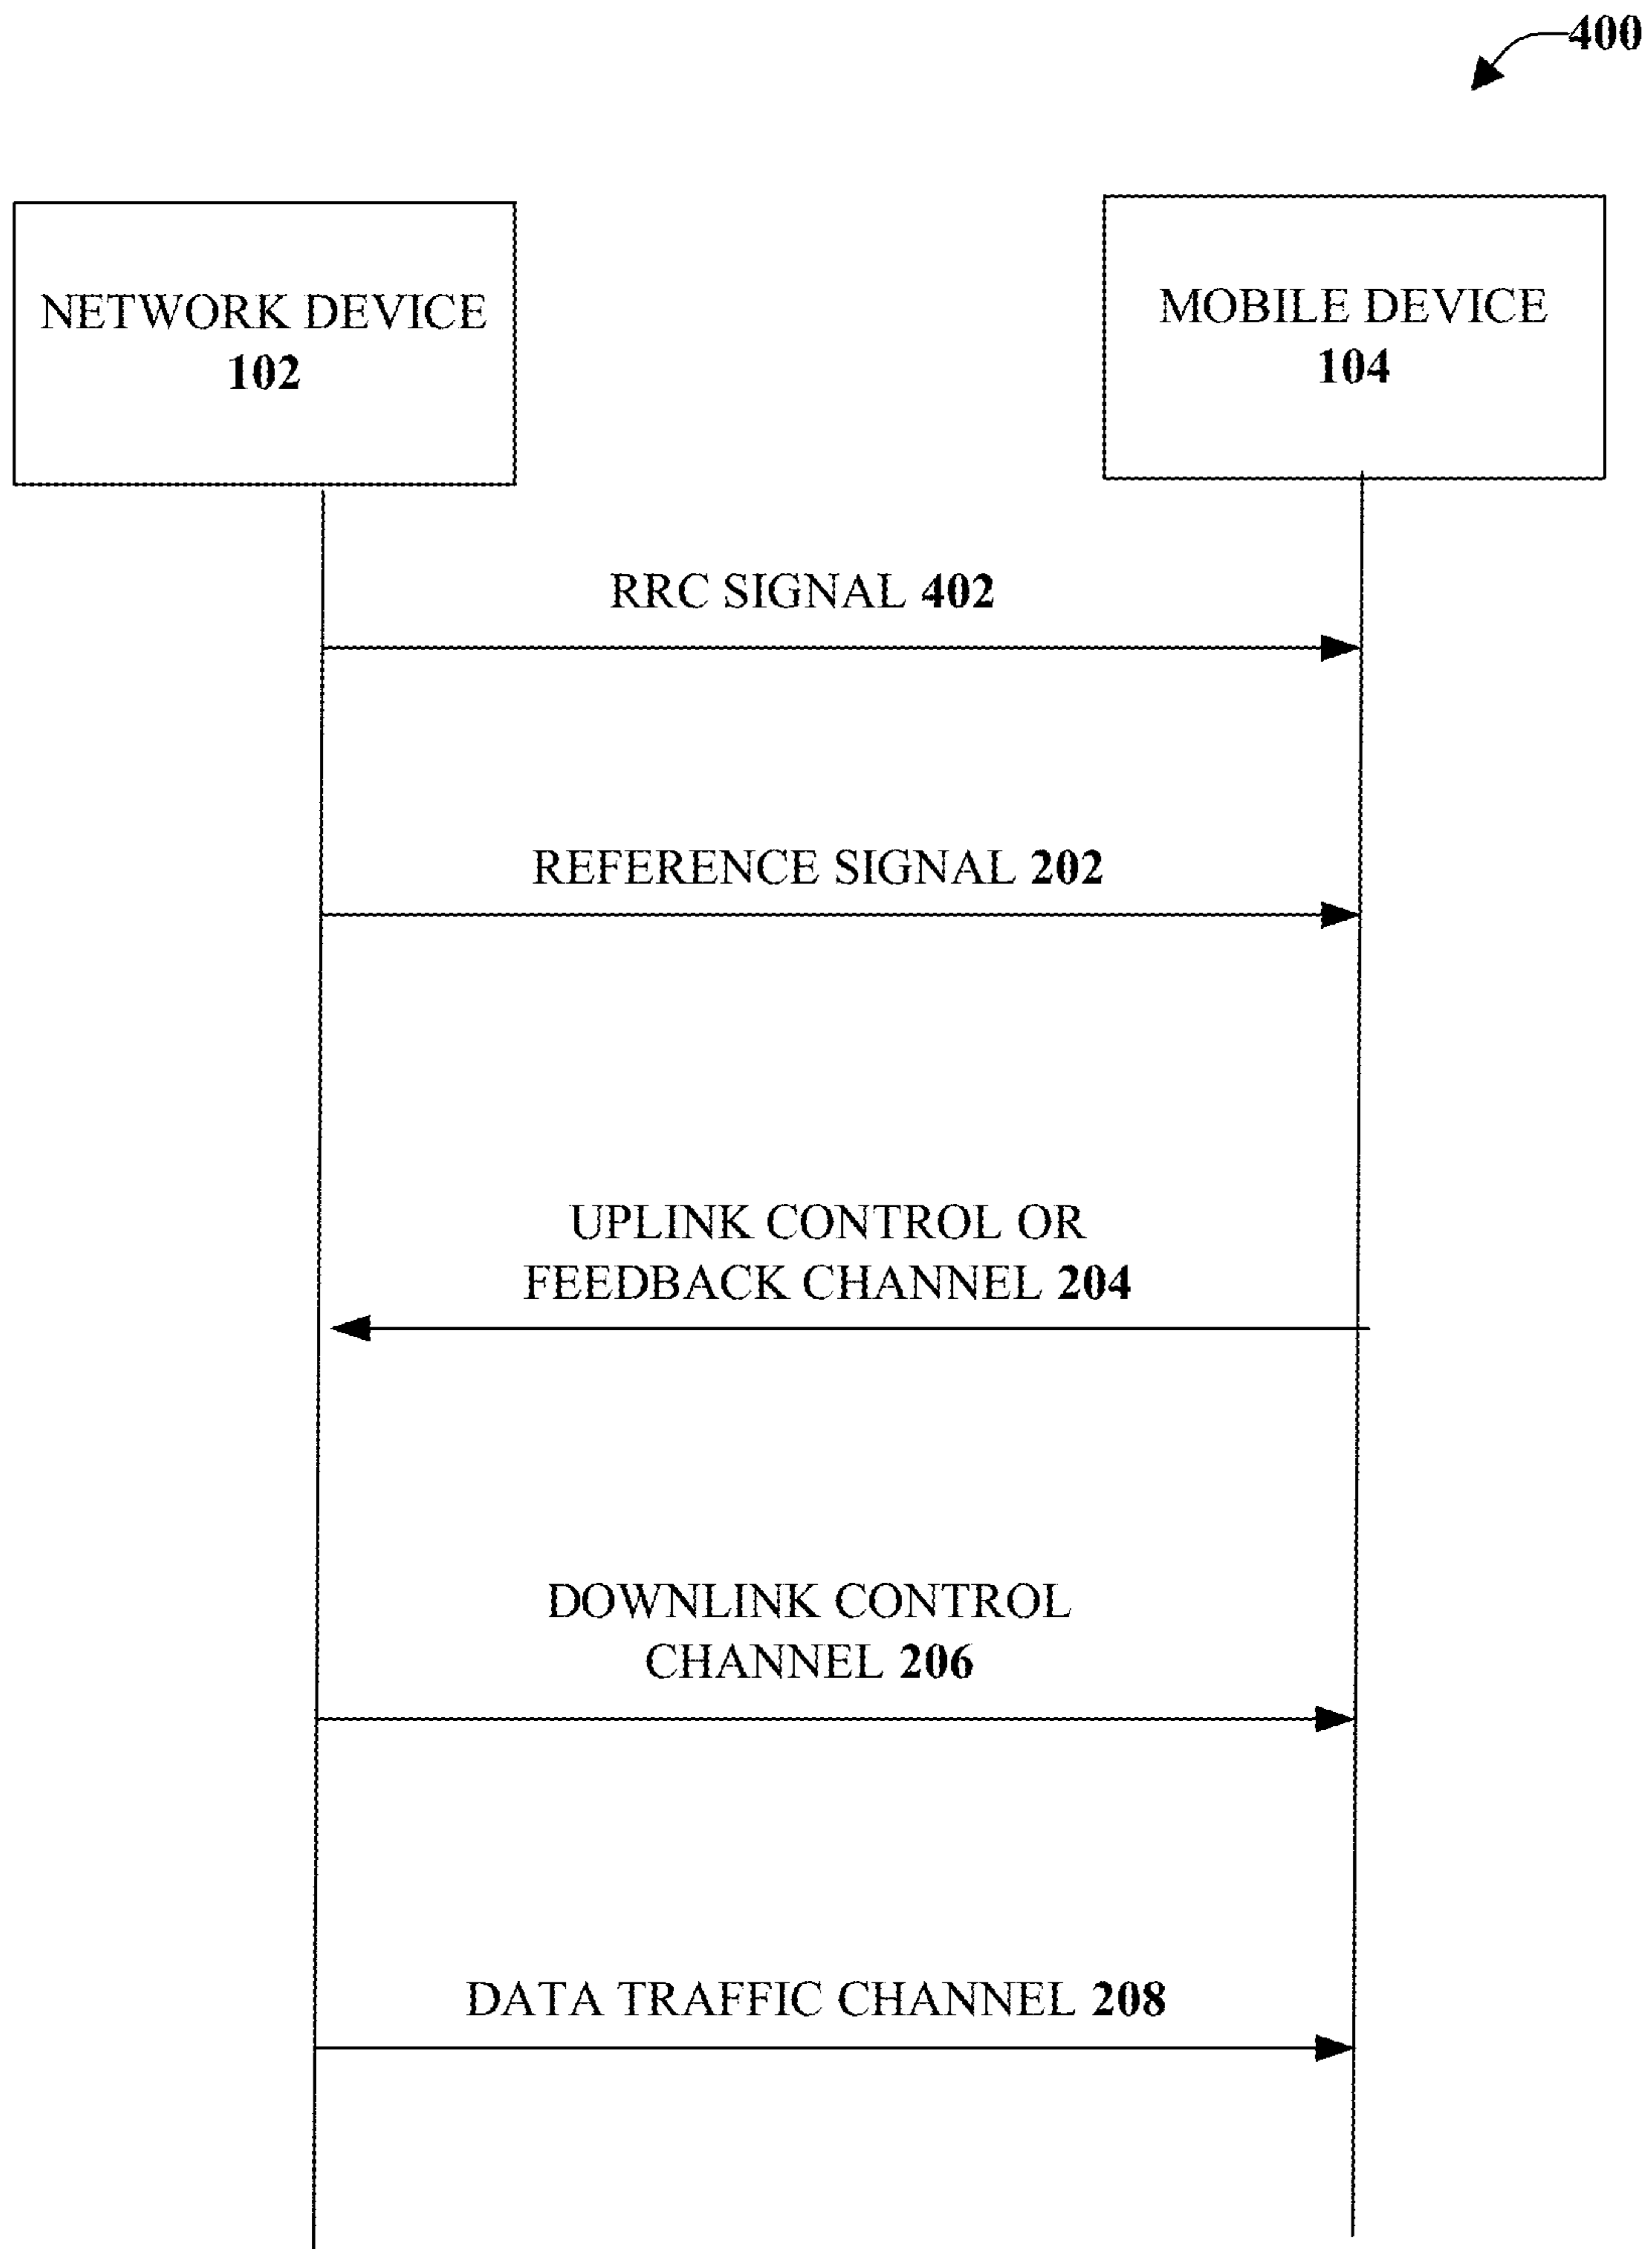 400
NETWORK DEVICE
102
MOBILE DEVICE
104
RRC SIGNAL 402
REFERENCE SIGNAL 202
UPLINK CONTROL OR
FEEDBACK CHANNEL 204
DOWNLINK CONTROL
CHANNEL 206
DATA TRAFFIC CHANNEL 208